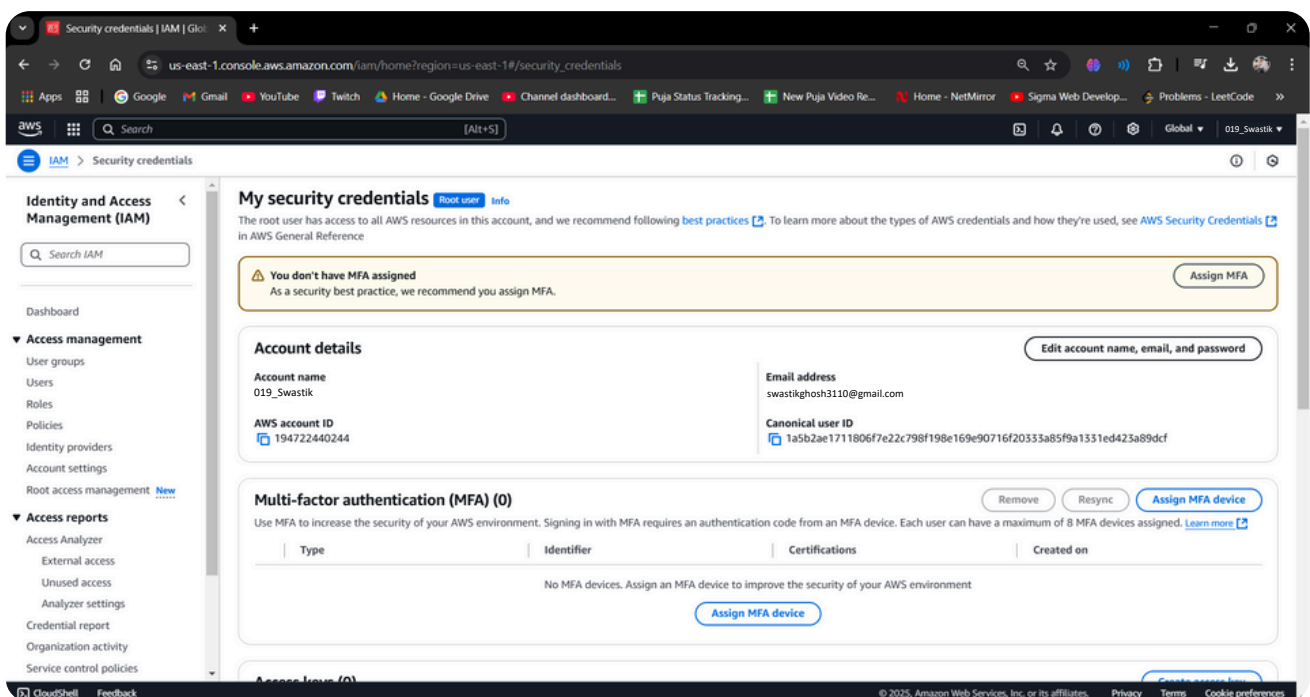 Security credentials | IAM | Glob
us-east-1.console.aws.amazon.com/iam/home?region=us-east-1#/security_credentials
Apps Google Gmail YouTube Twitch Home - Google Drive Channel dashboard... Puja Status Tracking... New Puja Video Re... Home - NetMirror Sigma Web Develop... Problems - LeetCode »
aws Search [Alt+S] Global 019_Swastik
IAM > Security credentials
Identity and Access Management (IAM)
Search IAM
Dashboard
Access management
User groups
Users
Roles
Policies
Identity providers
Account settings
Root access management New
Access reports
Access Analyzer
External access
Unused access
Analyzer settings
Credential report
Organization activity
Service control policies
My security credentials Root user Info
The root user has access to all AWS resources in this account, and we recommend following best practices. To learn more about the types of AWS credentials and how they're used, see AWS Security Credentials
in AWS General Reference
You don't have MFA assigned
As a security best practice, we recommend you assign MFA.
Assign MFA
Account details
Edit account name, email, and password
Account name
019_Swastik
Email address
swastikghosh3110@gmail.com
AWS account ID
194722440244
Canonical user ID
1a5b2ae1711806f7e22c798f198e169e90716f20333a85f9a1331ed423a89dcf
Multi-factor authentication (MFA) (0)
Remove Resync Assign MFA device
Use MFA to increase the security of your AWS environment. Signing in with MFA requires an authentication code from an MFA device. Each user can have a maximum of 8 MFA devices assigned. Learn more
Type Identifier Certifications Created on
No MFA devices. Assign an MFA device to improve the security of your AWS environment
Assign MFA device
Access keys (0)
Create access key
CloudShell Feedback © 2025, Amazon Web Services, Inc. or its affiliates. Privacy Terms Cookie preferences